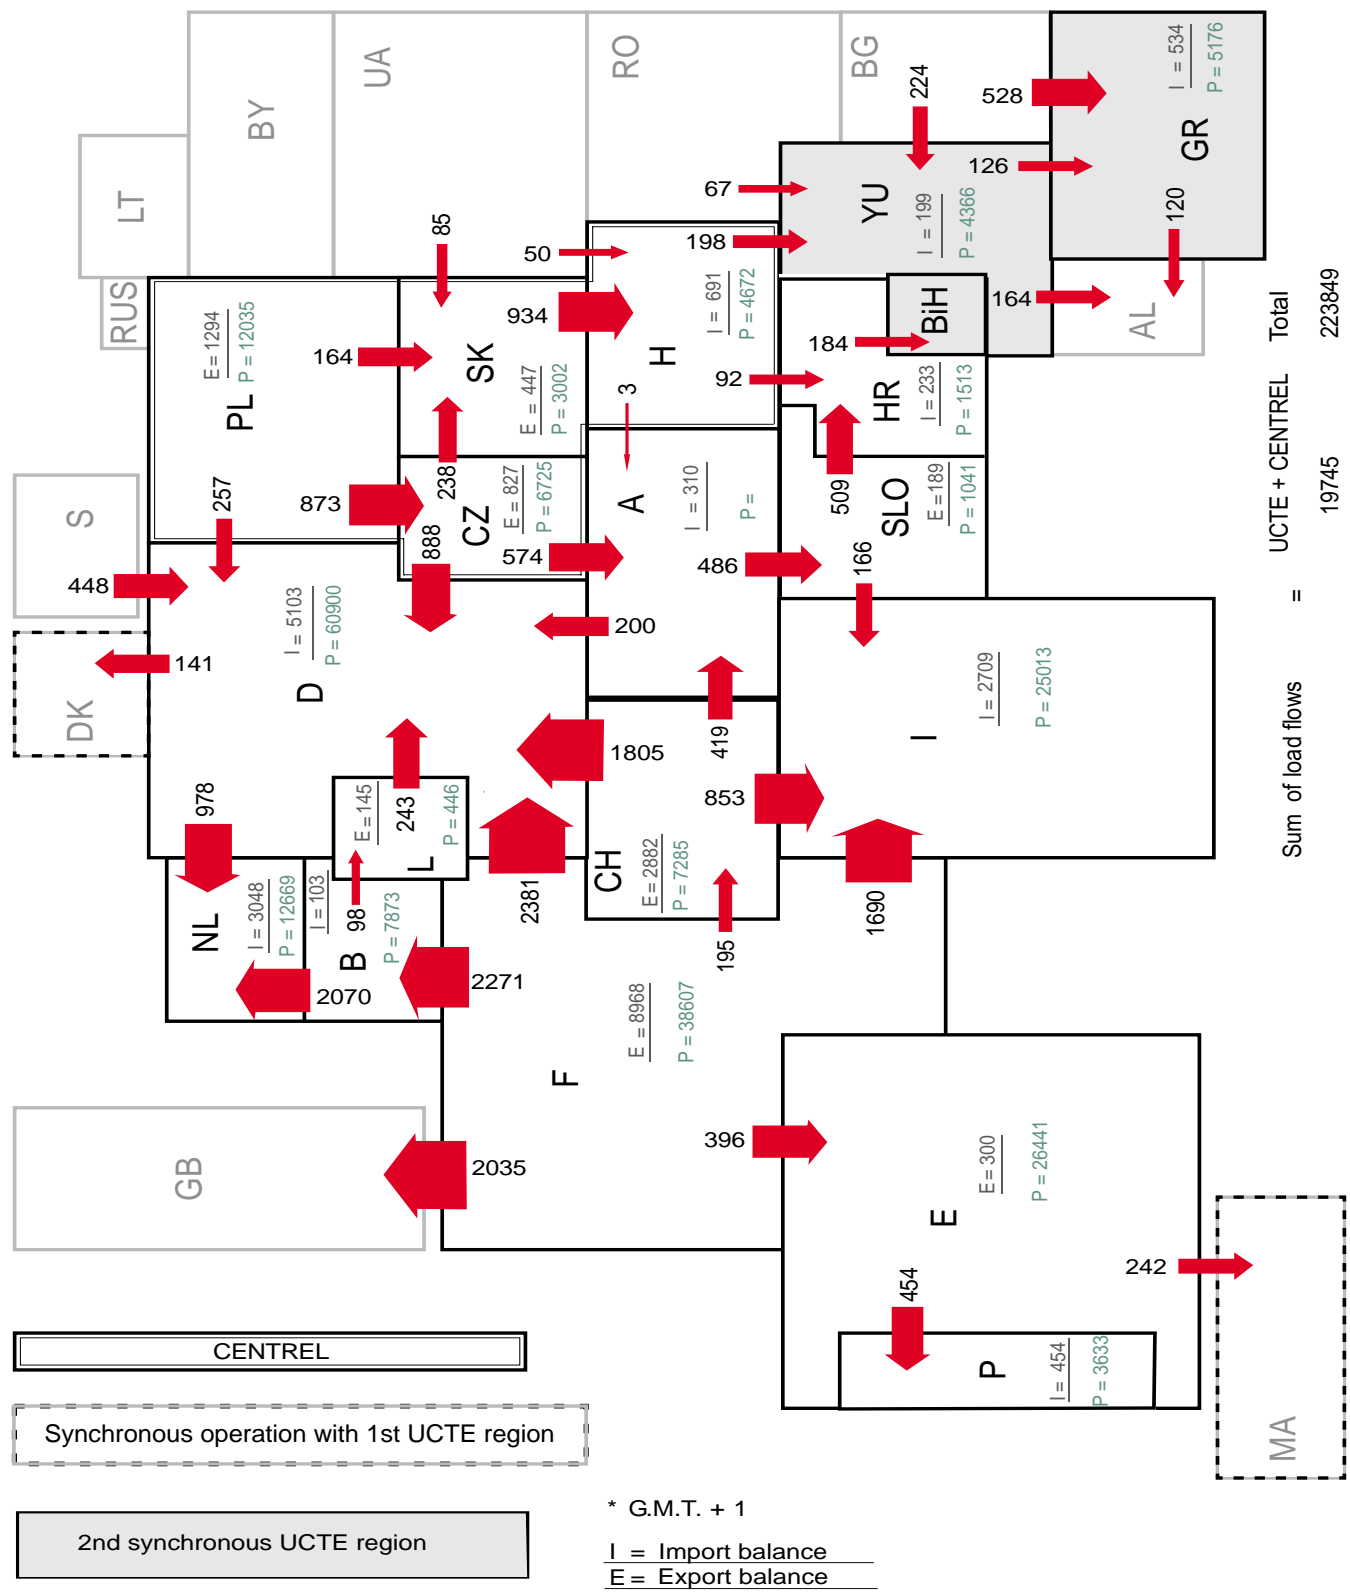 BY
UA
RO
BG
LT
RUS
224
528
I = 534
P = 5176
GR
126
67
YU
I = 199
P = 4366
120
85
50
198
164
AL
934
I = 691
P = 4672
H
BiH
184
E = 1294
P = 12035
PL
164
SK
E = 447
P = 3002
3
92
HR
I = 233
P = 1513
S
257
873
238
CZ
E = 827
P = 6725
888
574
A
I = 310
P =
509
SLO
E = 189
P = 1041
486
166
448
141
DK
I = 5103
P = 60900
D
200
419
1805
I = 2709
P = 25013
I
853
978
E = 145
243
P = 446
L
2381
CH
E = 2882
P = 7285
195
1690
NL
I = 3048
P = 12669
I = 103
98
P = 7873
B
2070
2271
E = 8968
P = 38607
F
GB
2035
396
E = 300
P = 26441
E
454
242
P
I = 454
P = 3633
MA
UCTE + CENTREL Total
Sum of load flows = 19745 223849
CENTREL
Synchronous operation with 1st UCTE region
2nd synchronous UCTE region
* G.M.T. + 1
I = Import balance
E = Export balance